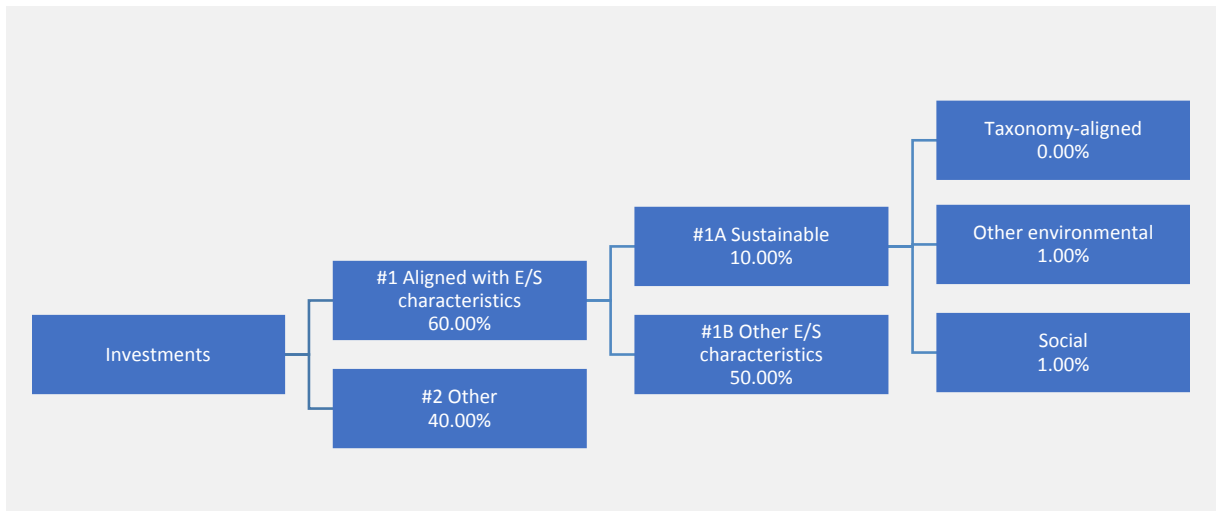 Investments
#1 Aligned with E/S
characteristics
60.00%
#2 Other
40.00%
#1A Sustainable
10.00%
#1B Other E/S
characteristics
50.00%
Taxonomy-aligned
0.00%
Other environmental
1.00%
Social
1.00%